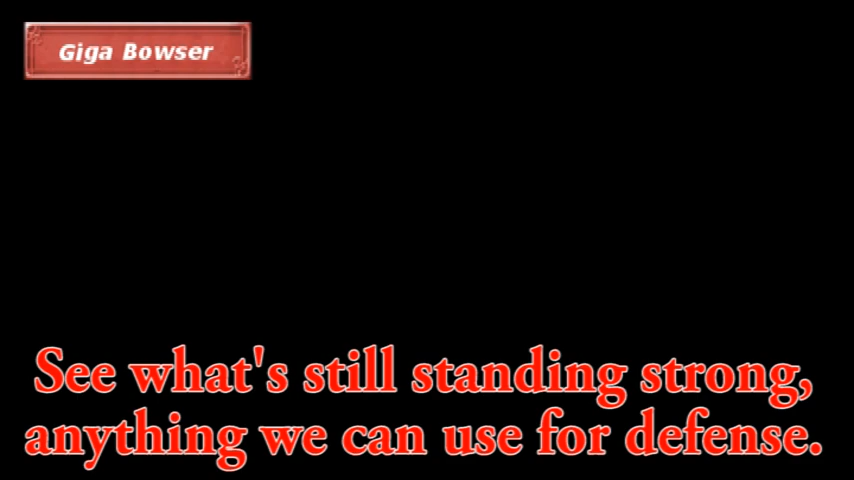 Giga Bowser
See what's still standing strong,
anything we can use for defense.